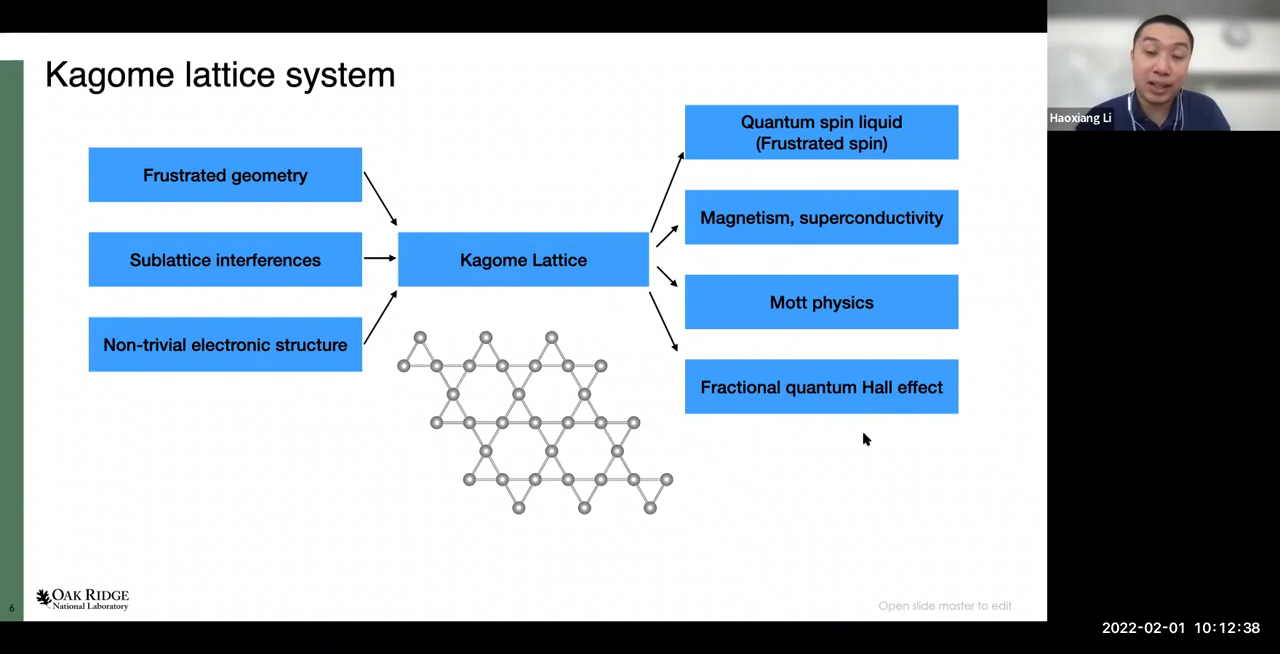 Kagome lattice system
Frustrated geometry
Sublattice interferences
Non-trivial electronic structure
Kagome Lattice
Quantum spin liquid
(Frustrated spin)
Magnetism, superconductivity
Mott physics
Fractional quantum Hall effect
6
OAK RIDGE
National Laboratory
Open slide master to edit
Haoxiang Li
2022-02-01 10:12:38